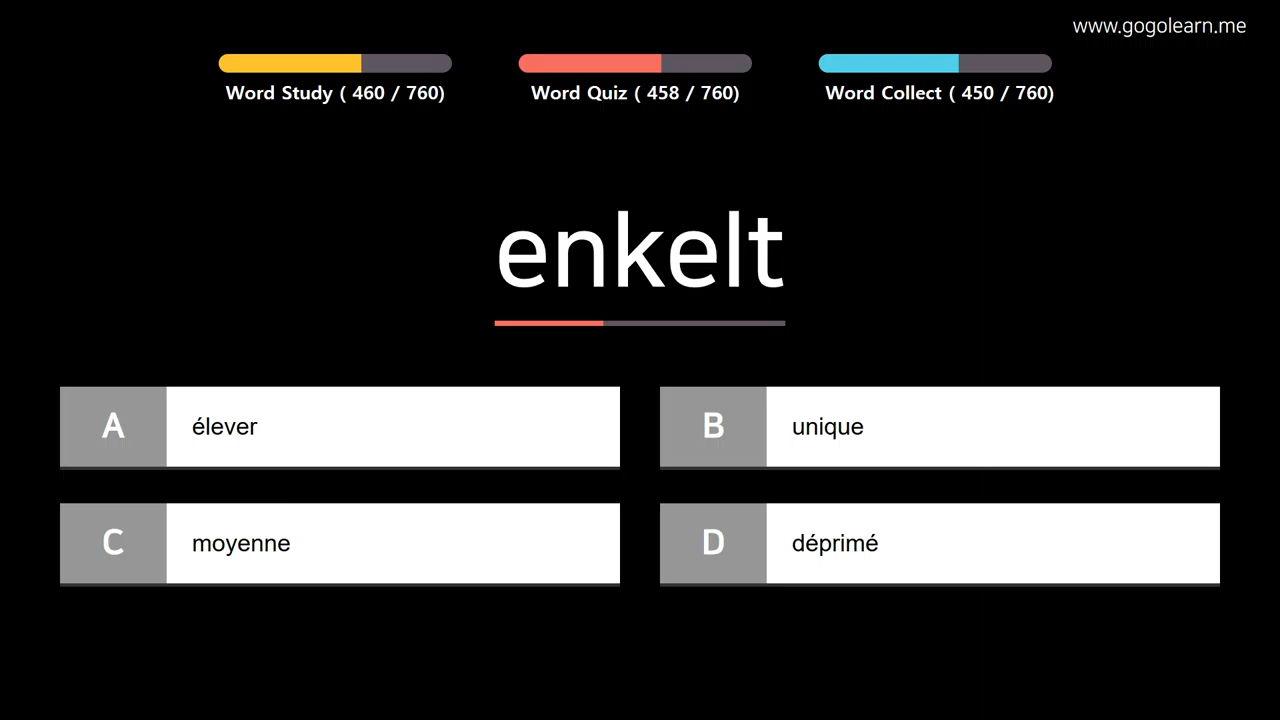 www.gogolearn.me
Word Study ( 460 / 760)
Word Quiz ( 458 / 760)
Word Collect ( 450 / 760)
enkelt
A élever
B unique
C moyenne
D déprimé